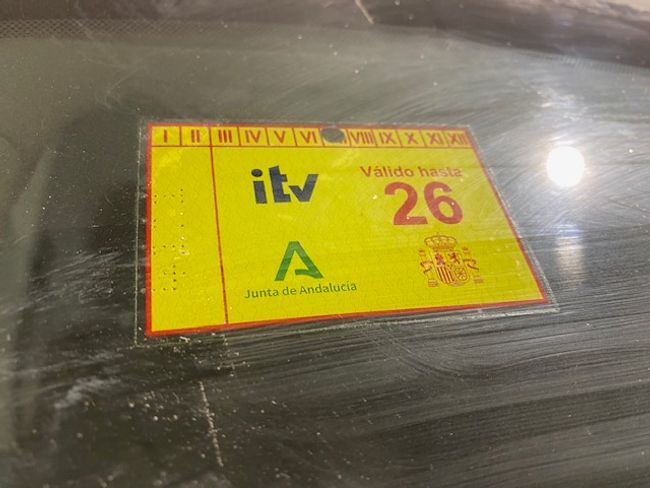 I II III IV V VI VIII IX X XI XII
itv
Válido hasta
26
Junta de Andalucía